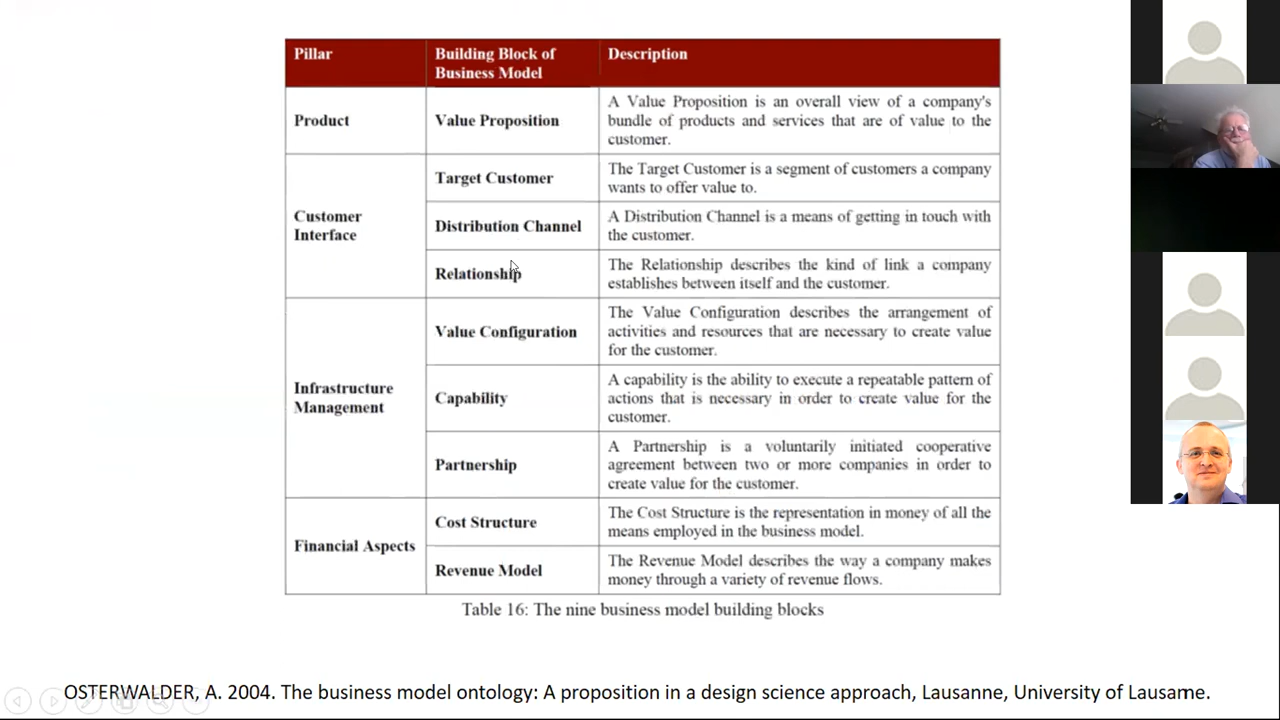 Pillar
Building Block of
Business Model
Description
Product
Value Proposition
A Value Proposition is an overall view of a company's
bundle of products and services that are of value to the
customer.
Customer
Interface
Target Customer
The Target Customer is a segment of customers a company
wants to offer value to.
Distribution Channel
A Distribution Channel is a means of getting in touch with
the customer.
Relationship
The Relationship describes the kind of link a company
establishes between itself and the customer.
Infrastructure
Management
Value Configuration
The Value Configuration describes the arrangement of
activities and resources that are necessary to create value
for the customer.
Capability
A capability is the ability to execute a repeatable pattern of
actions that is necessary in order to create value for the
customer.
Partnership
A Partnership is a voluntarily initiated cooperative
agreement between two or more companies in order to
create value for the customer.
Financial Aspects
Cost Structure
The Cost Structure is the representation in money of all the
means employed in the business model.
Revenue Model
The Revenue Model describes the way a company makes
money through a variety of revenue flows.
Table 16: The nine business model building blocks
OSTERWALDER, A. 2004. The business model ontology: A proposition in a design science approach, Lausanne, University of Lausame.